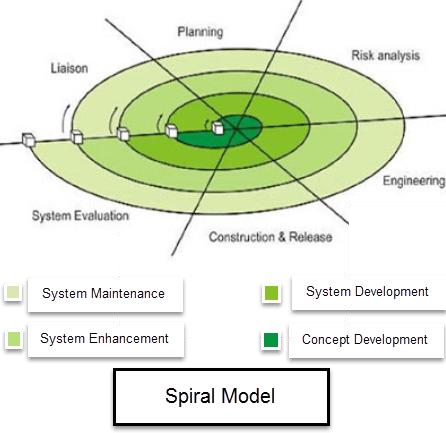 Planning
Risk analysis
Liaison
Engineering
System Evaluation
Construction & Release
System Maintenance
System Development
System Enhancement
Concept Development
Spiral Model